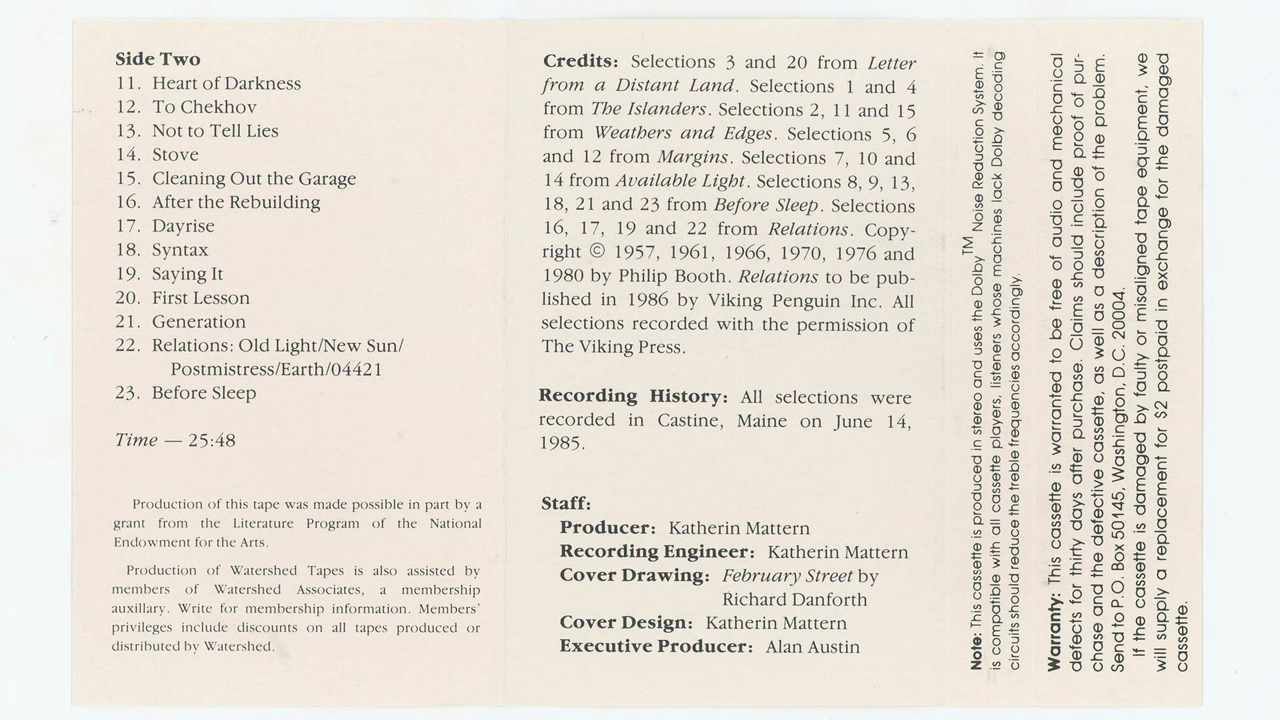 Side Two
11. Heart of Darkness
12. To Chekhov
13. Not to Tell Lies
14. Stove
15. Cleaning Out the Garage
16. After the Rebuilding
17. Dayrise
18. Syntax
19. Saying It
20. First Lesson
21. Generation
22. Relations: Old Light/New Sun/
Postmistress/Earth/04421
23. Before Sleep
Time — 25:48
Production of this tape was made possible in part by a
grant from the Literature Program of the National
Endowment for the Arts.
Production of Watershed Tapes is also assisted by
members of Watershed Associates, a membership
auxillary. Write for membership information. Members'
privileges include discounts on all tapes produced or
distributed by Watershed.
Credits: Selections 3 and 20 from Letter
from a Distant Land. Selections 1 and 4
from The Islanders. Selections 2, 11 and 15
from Weathers and Edges. Selections 5, 6
and 12 from Margins. Selections 7, 10 and
14 from Available Light. Selections 8, 9, 13,
18, 21 and 23 from Before Sleep. Selections
16, 17, 19 and 22 from Relations. Copy-
right © 1957, 1961, 1966, 1970, 1976 and
1980 by Philip Booth. Relations to be pub-
lished in 1986 by Viking Penguin Inc. All
selections recorded with the permission of
The Viking Press.
Recording History: All selections were
recorded in Castine, Maine on June 14,
1985.
Staff:
Producer: Katherin Mattern
Recording Engineer: Katherin Mattern
Cover Drawing: February Street by
Richard Danforth
Cover Design: Katherin Mattern
Executive Producer: Alan Austin
Note: This cassette is produced in stereo and uses the Dolby™ Noise Reduction System. It
is compatible with all cassette players, listeners whose machines lack Dolby decoding
circuits should reduce the treble frequencies accordingly.
Warranty: This cassette is warranted to be free of audio and mechanical
defects for thirty days after purchase. Claims should include proof of pur-
chase and the defective cassette, as well as a description of the problem.
Send to P.O. Box 50145, Washington, D.C. 20004.
If the cassette is damaged by faulty or misaligned tape equipment, we
will supply a replacement for $2 postpaid in exchange for the damaged
cassette.